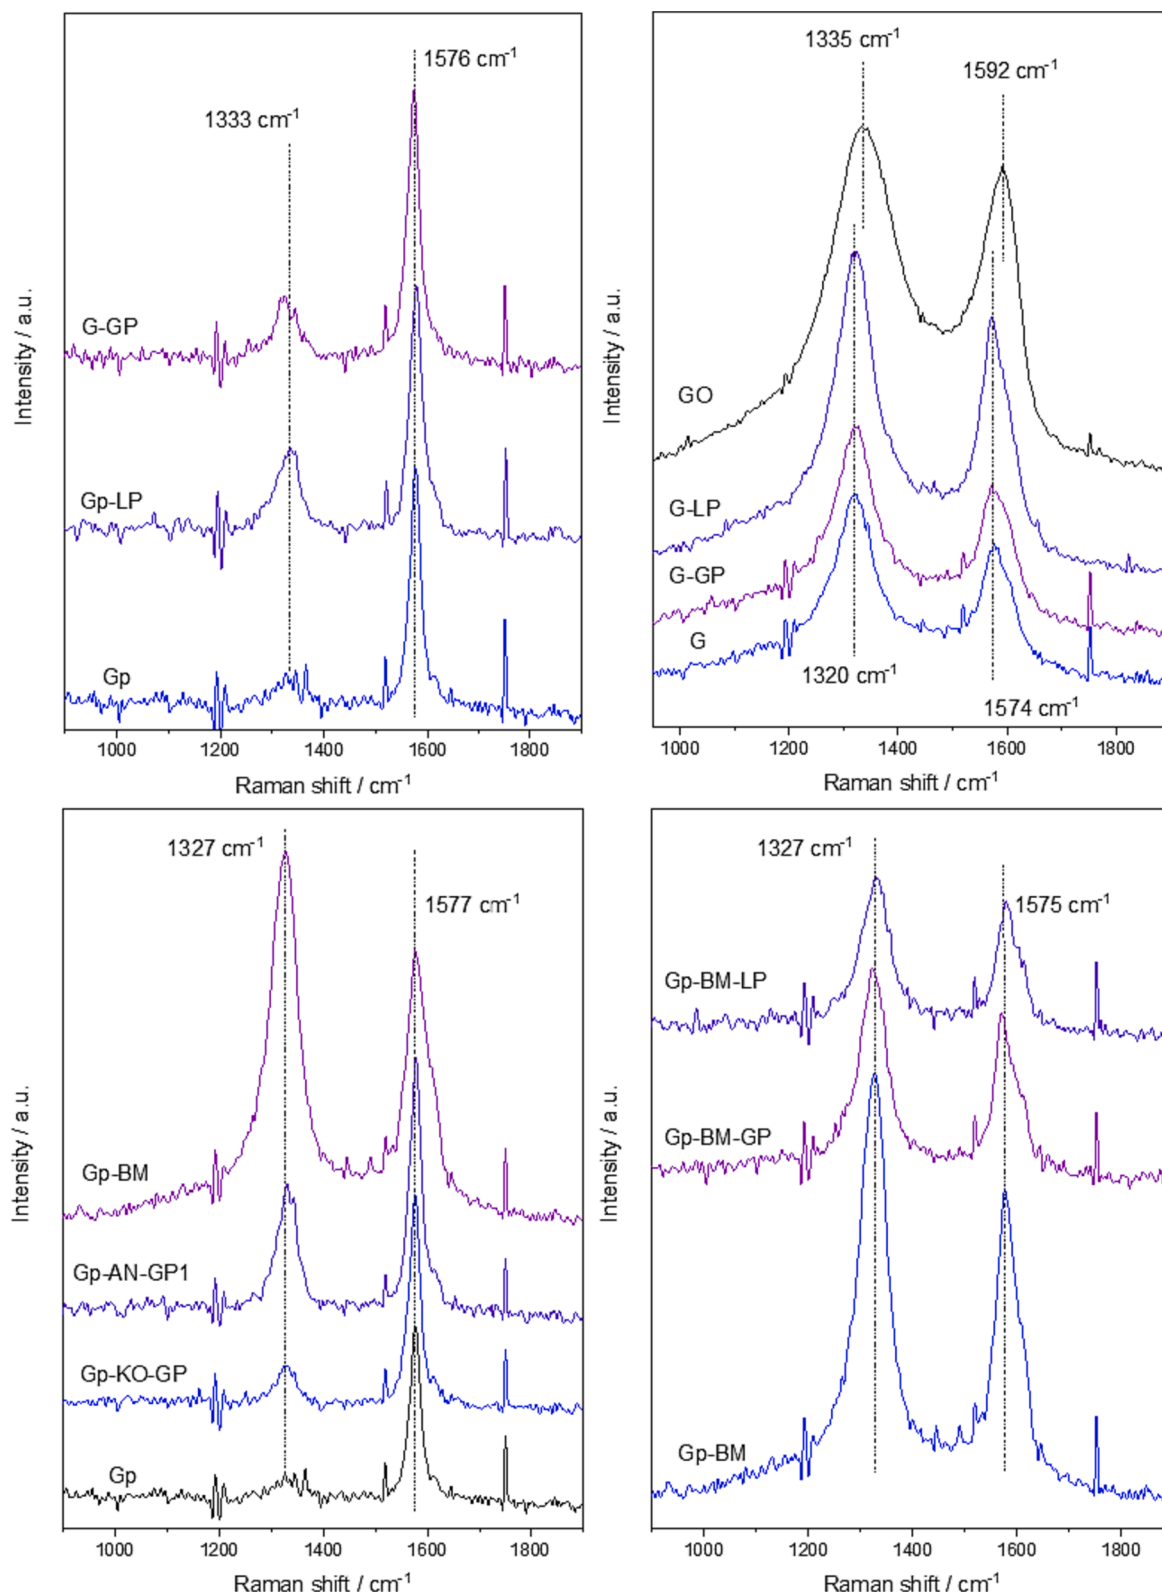 1576 cm-1
1333 cm-1
G-GP
Gp-LP
Gp
Intensity / a.u.
1000 1200 1400 1600 1800
Raman shift / cm-1
1335 cm-1
1592 cm-1
GO
G-LP
G-GP
G
1320 cm-1
1574 cm-1
Intensity / a.u.
1000 1200 1400 1600 1800
Raman shift / cm-1
1327 cm-1
1577 cm-1
Gp-BM
Gp-AN-GP1
Gp-KO-GP
Gp
Intensity / a.u.
1000 1200 1400 1600 1800
Raman shift / cm-1
1327 cm-1
1575 cm-1
Gp-BM-LP
Gp-BM-GP
Gp-BM
Intensity / a.u.
1000 1200 1400 1600 1800
Raman shift / cm-1